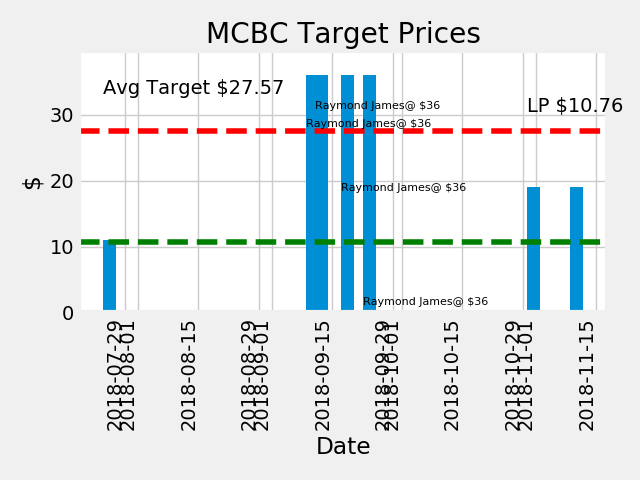 MCBC Target Prices
Avg Target $27.57
LP $10.76
Raymond James@ $36
Raymond James@ $36
Raymond James@ $36
Raymond James@ $36
$
30
20
10
0
2018-07-29
2018-08-01
2018-08-15
2018-08-29
2018-09-01
2018-09-15
2018-09-29
2018-10-01
2018-10-15
2018-10-29
2018-11-01
2018-11-15
Date